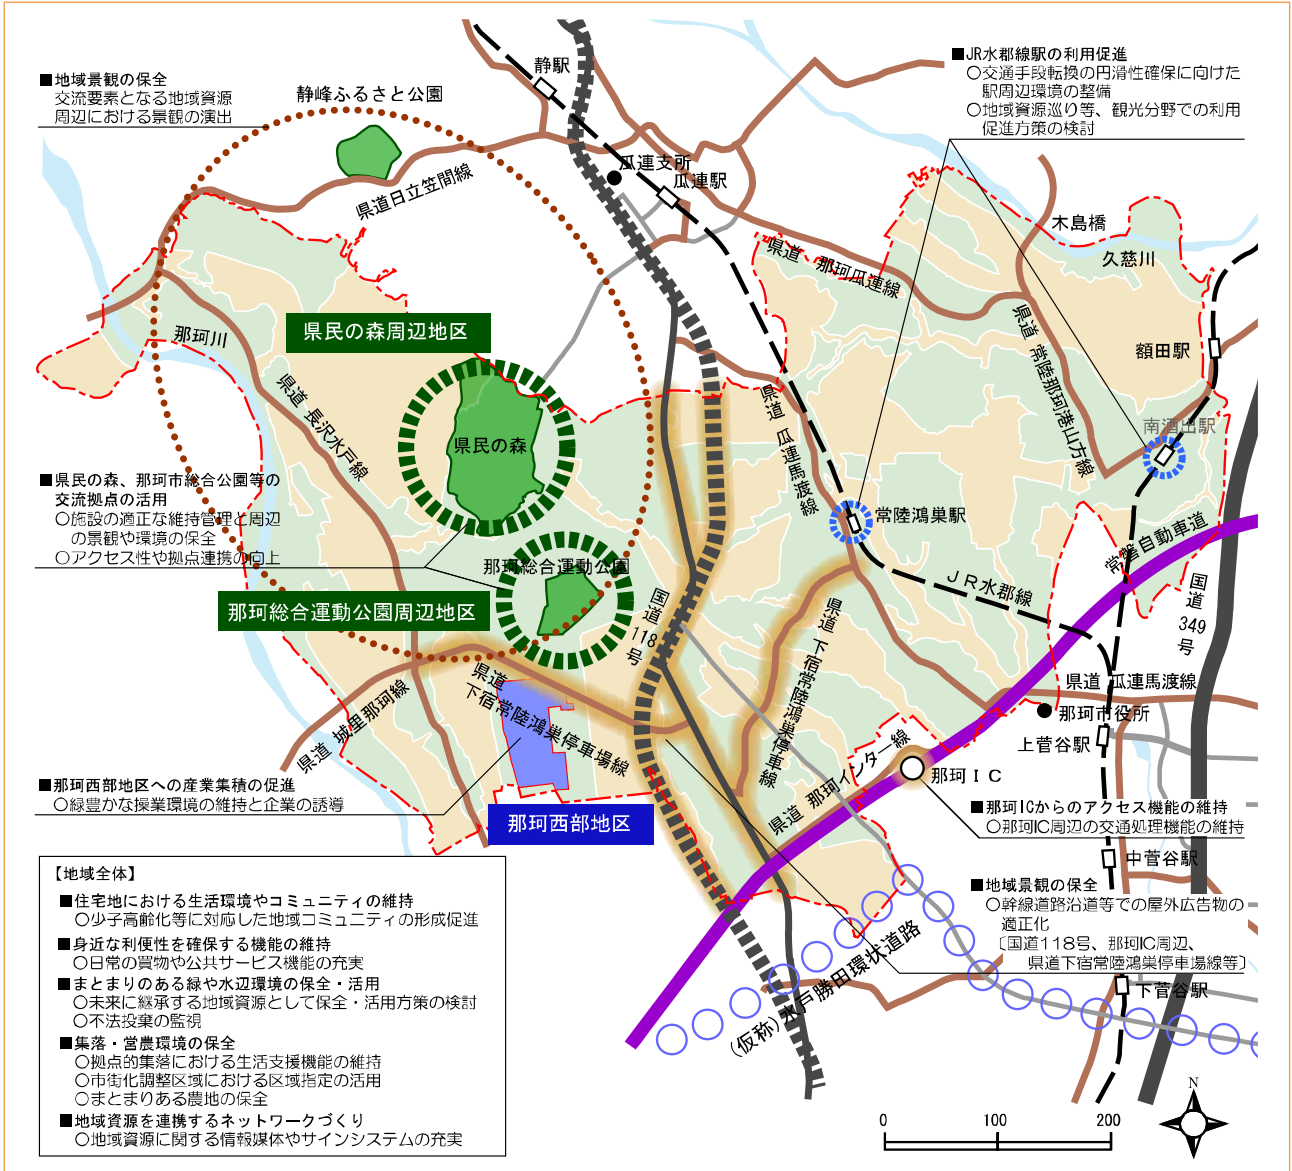 ■地域景観の保全
交流要素となる地域資源
周辺における景観の演出
静峰ふるさと公園
静駅
■JR水郡線駅の利用促進
○交通手段転換の円滑性確保に向けた
駅周辺環境の整備
○地域資源巡り等、観光分野での利用
促進方策の検討
瓜連支所
瓜連駅
県道日立笠間線
木島橋
久慈川
県道 那珂瓜連線
県道 常陸那珂港山方線
額田駅
南酒出駅
那珂川
県民の森周辺地区
県道 長沢水戸線
県民の森
県道 瓜連馬渡線
常陸鴻巣駅
■県民の森、那珂市総合公園等の
交流拠点の活用
○施設の適正な維持管理と周辺
の景観や環境の保全
○アクセス性や拠点連携の向上
那珂総合運動公園
那珂総合運動公園周辺地区
国道118号
JR水郡線
常磐自動車道
国道349号
県道 下宿常陸鴻巣停車線
県道 瓜連馬渡線
那珂市役所
上菅谷駅
県道 城里那珂線
県道
下宿常陸鴻巣停車場線
県道 那珂インター線
那珂IC
■那珂西部地区への産業集積の促進
○緑豊かな操業環境の維持と企業の誘導
那珂西部地区
■那珂ICからのアクセス機能の維持
○那珂IC周辺の交通処理機能の維持
中菅谷駅
■地域景観の保全
○幹線道路沿道等での屋外広告物の
適正化
〔国道118号、那珂IC周辺、
県道下宿常陸鴻巣停車場線等〕
下菅谷駅
(仮称)水戸勝田環状道路
【地域全体】
■住宅地における生活環境やコミュニティの維持
○少子高齢化等に対応した地域コミュニティの形成促進
■身近な利便性を確保する機能の維持
○日常の買物や公共サービス機能の充実
■まとまりのある緑や水辺環境の保全・活用
○未来に継承する地域資源として保全・活用方策の検討
○不法投棄の監視
■集落・営農環境の保全
○拠点的集落における生活支援機能の維持
○市街化調整区域における区域指定の活用
○まとまりある農地の保全
■地域資源を連携するネットワークづくり
○地域資源に関する情報媒体やサインシステムの充実
0 100 200
N